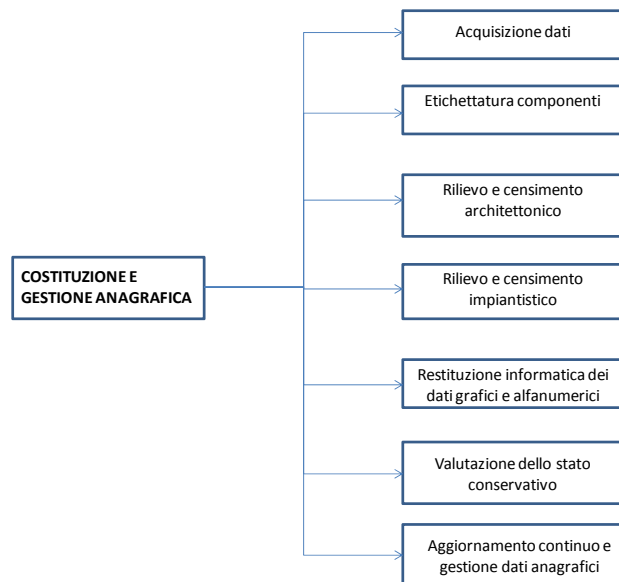 Acquisizione dati
Etichettatura componenti
Rilievo e censimento
architettonico
COSTITUZIONE E
GESTIONE ANAGRAFICA
Rilievo e censimento
impiantistico
Restituzione informatica dei
dati grafici e alfanumerici
Valutazione dello stato
conservativo
Aggiornamento continuo e
gestione dati anagrafici